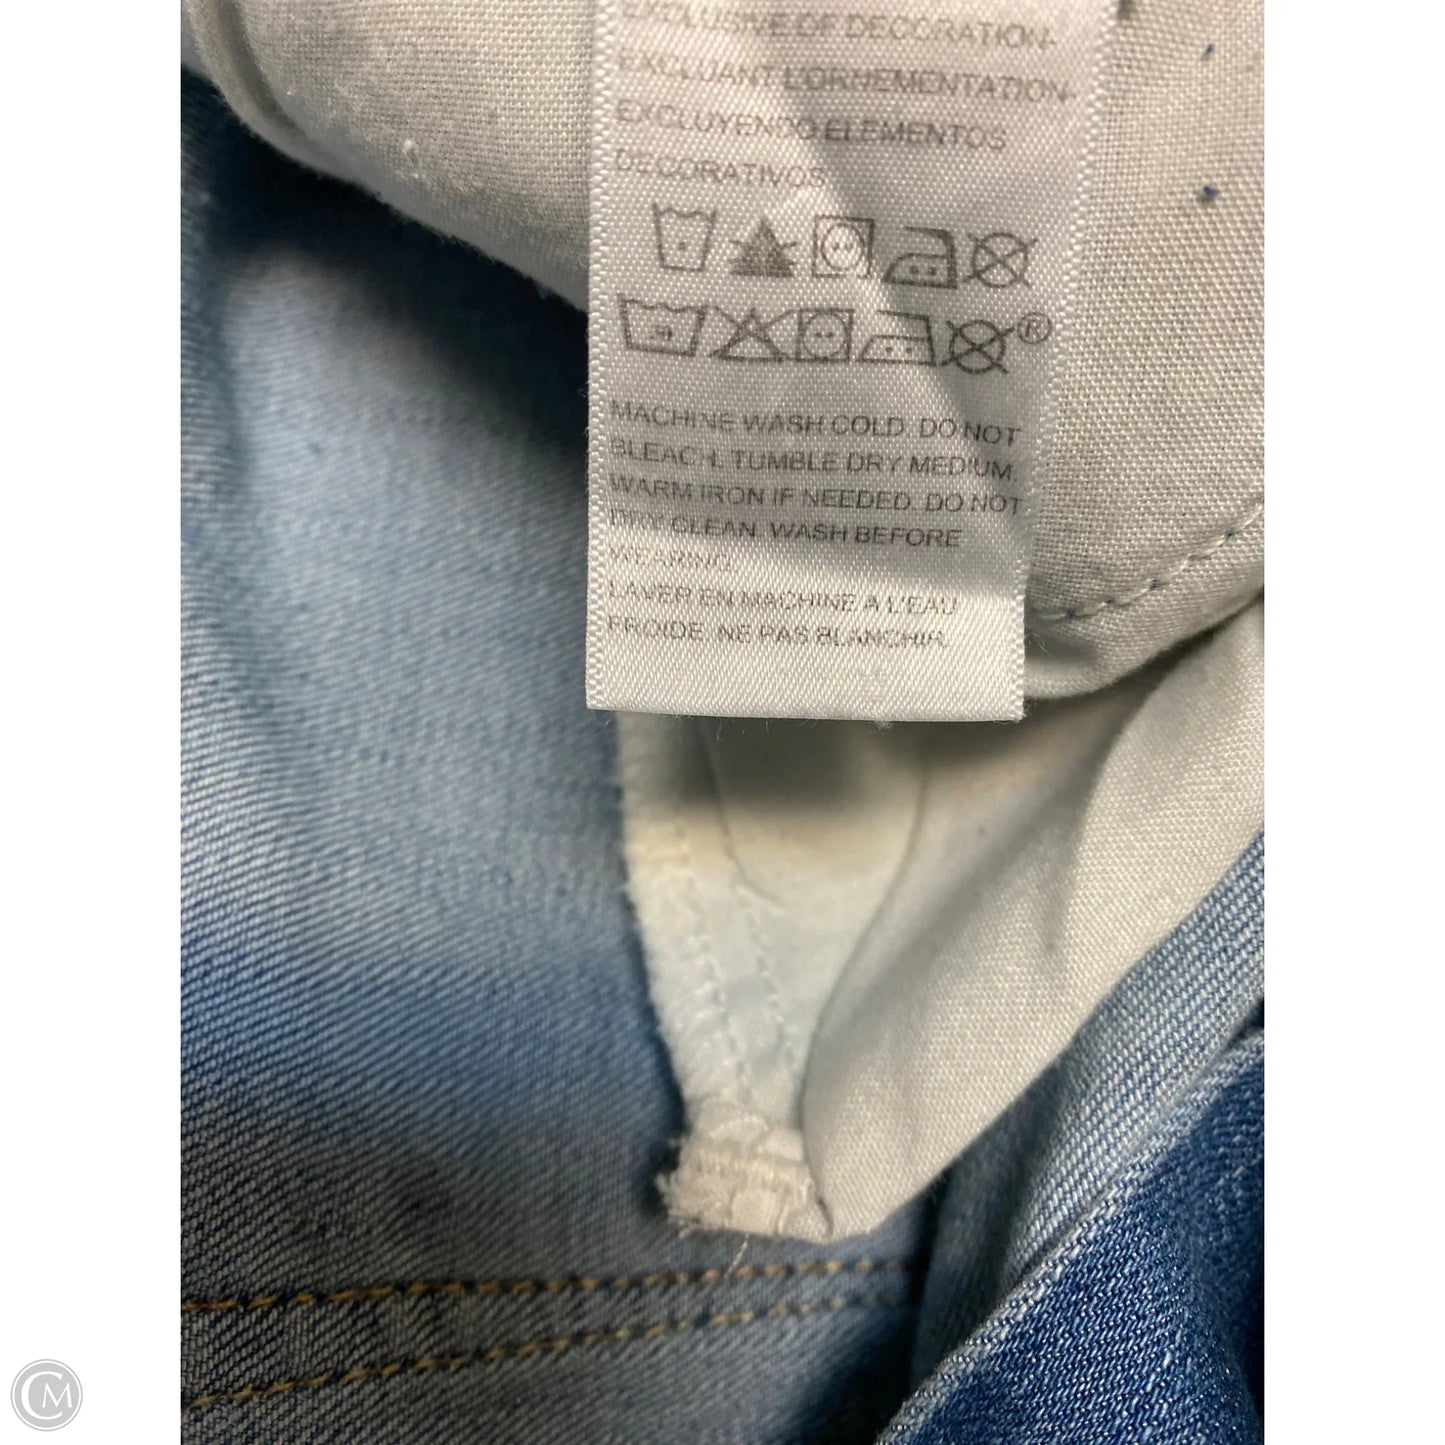 EXCLUSIVE OF DECORATION-
EXCLUANT L'ORNEMENTATION-
EXCLUYENDO ELEMENTOS
DECORATIVOS
®
MACHINE WASH COLD. DO NOT
BLEACH. TUMBLE DRY MEDIUM.
WARM IRON IF NEEDED. DO NOT
DRY CLEAN. WASH BEFORE
WEARING.
LAVER EN MACHINE A L'EAU
FROIDE. NE PAS BLANCHIR.
CM